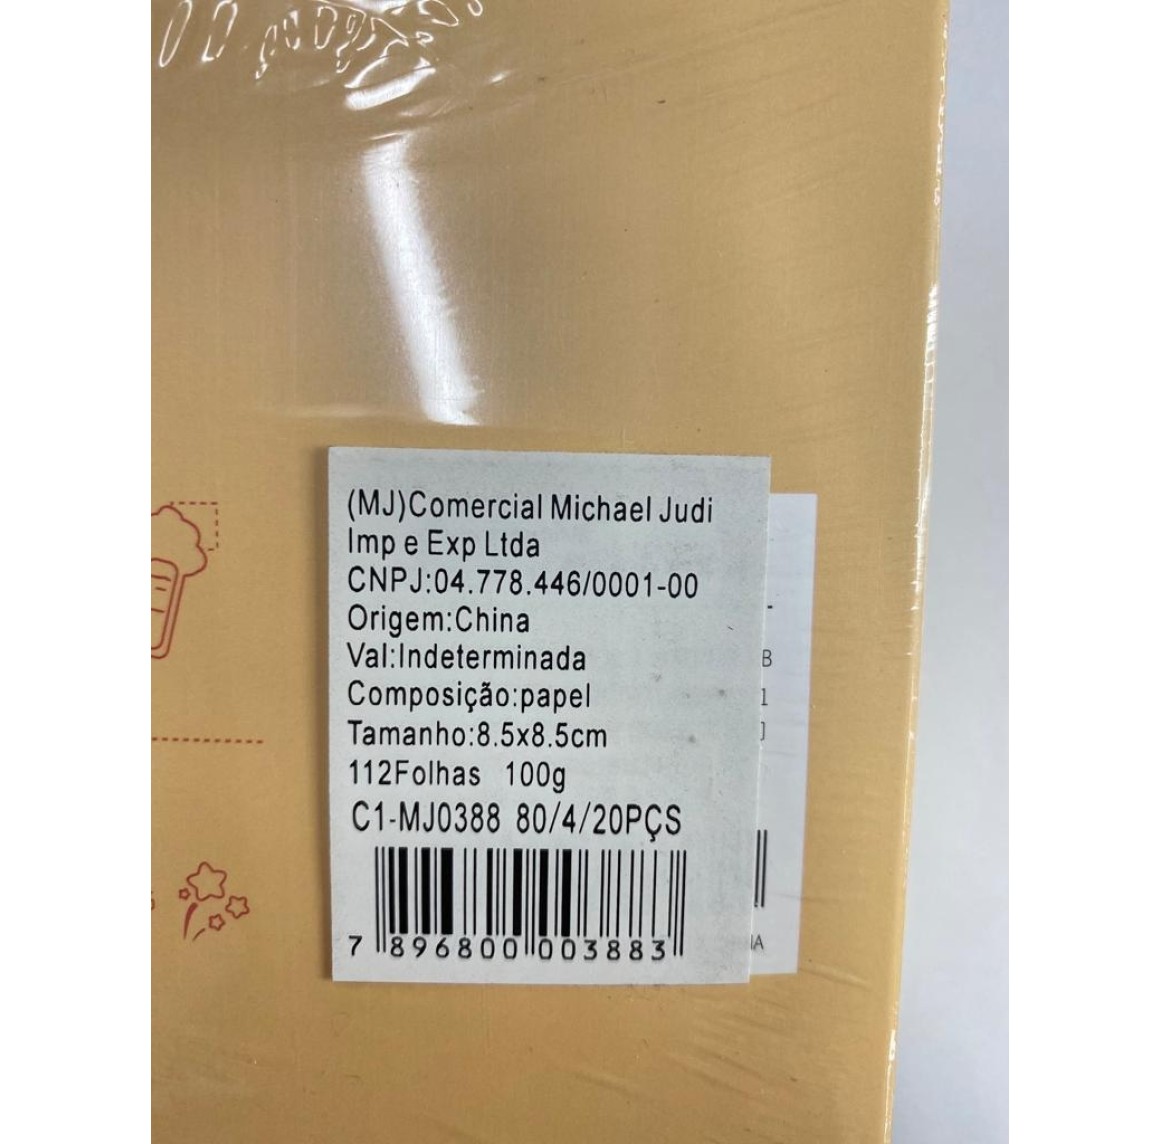 (MJ)Comercial Michael Judi
Imp e Exp Ltda
CNPJ:04.778.446/0001-00
Origem:China
Val:Indeterminada
Composição:papel
Tamanho:8.5x8.5cm
112Folhas 100g
C1-MJ0388 80/4/20PÇS
7 896800 003883